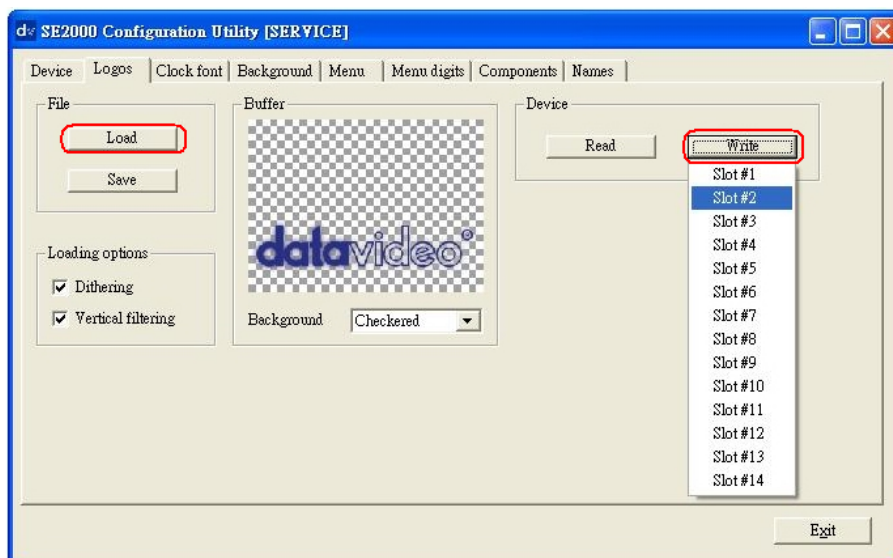 dv SE2000 Configuration Utility [SERVICE]
Device Logos Clock font Background Menu Menu digits Components Names
File
Load
Save
Loading options
Dithering
Vertical filtering
Buffer
datavideo®
Background Checkered
Device
Read Write
Slot #1
Slot #2
Slot #3
Slot #4
Slot #5
Slot #6
Slot #7
Slot #8
Slot #9
Slot #10
Slot #11
Slot #12
Slot #13
Slot #14
Exit